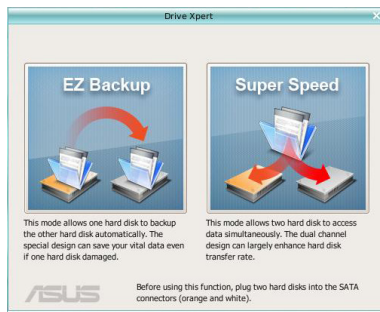 Drive Xpert
EZ Backup
Super Speed
This mode allows one hard disk to backup
the other hard disk automatically. The
special design can save your vital data even
if one hard disk damaged.
This mode allows two hard disk to access
data simultaneously. The dual channel
design can largely enhance hard disk
transfer rate.
ASUS
Before using this function, plug two hard disks into the SATA
connectors (orange and white).